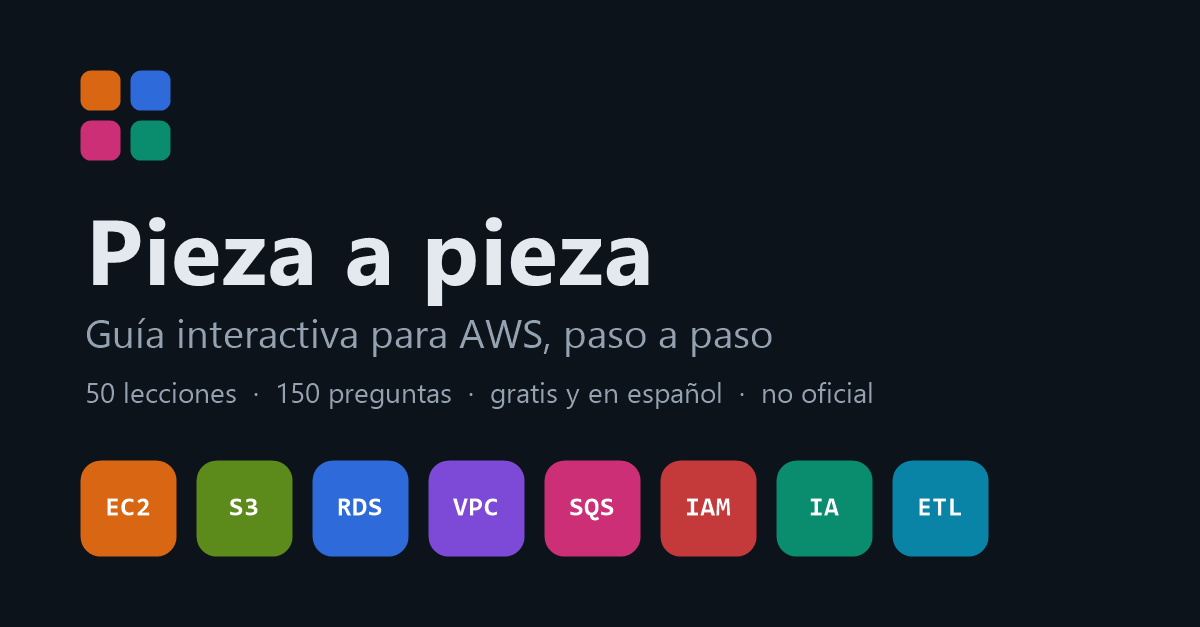 Pieza a pieza
Guía interactiva para AWS, paso a paso
50 lecciones · 150 preguntas · gratis y en español · no oficial
EC2 S3 RDS VPC SQS IAM IA ETL